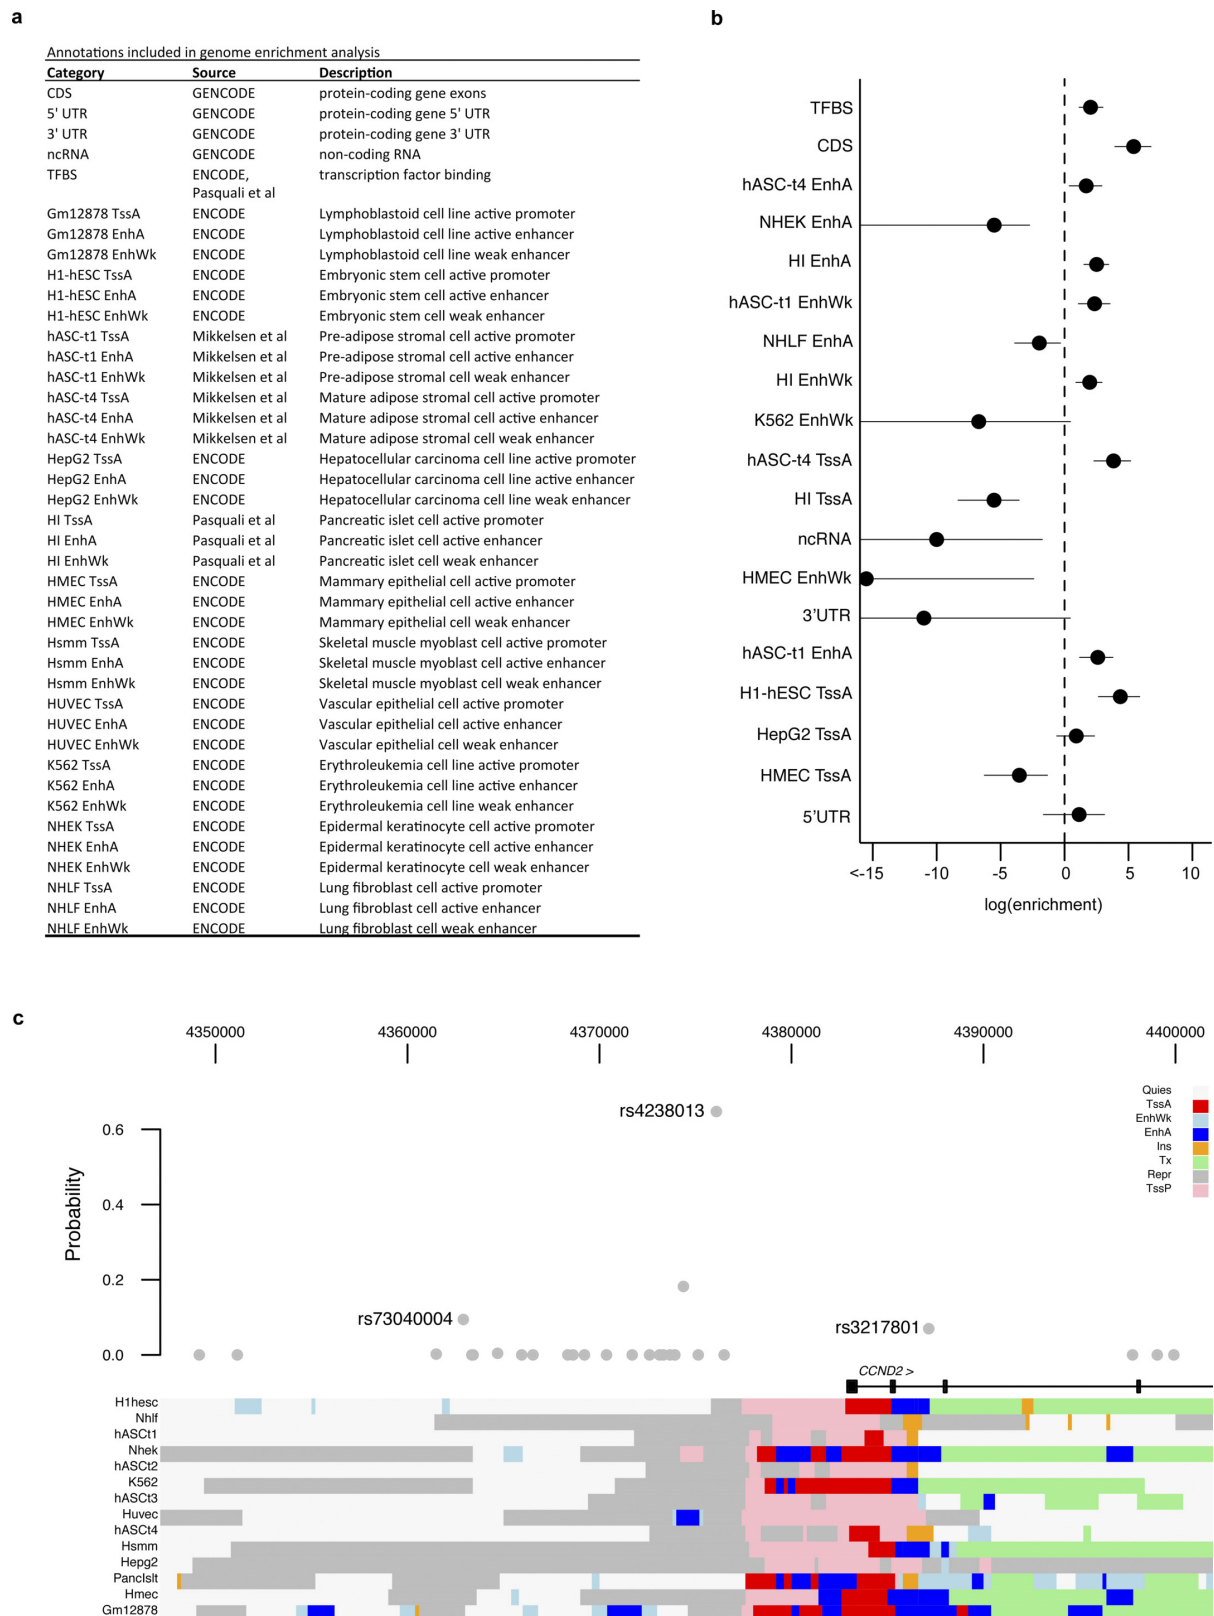 a
Annotations included in genome enrichment analysis
Category Source Description
CDS GENCODE protein-coding gene exons
5' UTR GENCODE protein-coding gene 5' UTR
3' UTR GENCODE protein-coding gene 3' UTR
ncRNA GENCODE non-coding RNA
TFBS ENCODE, transcription factor binding
Pasquali et al
Gm12878 TssA ENCODE Lymphoblastoid cell line active promoter
Gm12878 EnhA ENCODE Lymphoblastoid cell line active enhancer
Gm12878 EnhWk ENCODE Lymphoblastoid cell line weak enhancer
H1-hESC TssA ENCODE Embryonic stem cell active promoter
H1-hESC EnhA ENCODE Embryonic stem cell active enhancer
H1-hESC EnhWk ENCODE Embryonic stem cell weak enhancer
hASC-t1 TssA Mikkelsen et al Pre-adipose stromal cell active promoter
hASC-t1 EnhA Mikkelsen et al Pre-adipose stromal cell active enhancer
hASC-t1 EnhWk Mikkelsen et al Pre-adipose stromal cell weak enhancer
hASC-t4 TssA Mikkelsen et al Mature adipose stromal cell active promoter
hASC-t4 EnhA Mikkelsen et al Mature adipose stromal cell active enhancer
hASC-t4 EnhWk Mikkelsen et al Mature adipose stromal cell weak enhancer
HepG2 TssA ENCODE Hepatocellular carcinoma cell line active promoter
HepG2 EnhA ENCODE Hepatocellular carcinoma cell line active enhancer
HepG2 EnhWk ENCODE Hepatocellular carcinoma cell line weak enhancer
HI TssA Pasquali et al Pancreatic islet cell active promoter
HI EnhA Pasquali et al Pancreatic islet cell active enhancer
HI EnhWk Pasquali et al Pancreatic islet cell weak enhancer
HMEC TssA ENCODE Mammary epithelial cell active promoter
HMEC EnhA ENCODE Mammary epithelial cell active enhancer
HMEC EnhWk ENCODE Mammary epithelial cell weak enhancer
Hsmm TssA ENCODE Skeletal muscle myoblast cell active promoter
Hsmm EnhA ENCODE Skeletal muscle myoblast cell active enhancer
Hsmm EnhWk ENCODE Skeletal muscle myoblast cell weak enhancer
HUVEC TssA ENCODE Vascular epithelial cell active promoter
HUVEC EnhA ENCODE Vascular epithelial cell active enhancer
HUVEC EnhWk ENCODE Vascular epithelial cell weak enhancer
K562 TssA ENCODE Erythroleukemia cell line active promoter
K562 EnhA ENCODE Erythroleukemia cell line active enhancer
K562 EnhWk ENCODE Erythroleukemia cell line weak enhancer
NHEK TssA ENCODE Epidermal keratinocyte cell active promoter
NHEK EnhA ENCODE Epidermal keratinocyte cell active enhancer
NHEK EnhWk ENCODE Epidermal keratinocyte cell weak enhancer
NHLF TssA ENCODE Lung fibroblast cell active promoter
NHLF EnhA ENCODE Lung fibroblast cell active enhancer
NHLF EnhWk ENCODE Lung fibroblast cell weak enhancer
b
TFBS
CDS
hASC-t4 EnhA
NHEK EnhA
HI EnhA
hASC-t1 EnhWk
NHLF EnhA
HI EnhWk
K562 EnhWk
hASC-t4 TssA
HI TssA
ncRNA
HMEC EnhWk
3'UTR
hASC-t1 EnhA
H1-hESC TssA
HepG2 TssA
HMEC TssA
5'UTR
<-15 -10 -5 0 5 10
log(enrichment)
c
4350000 4360000 4370000 4380000 4390000 4400000
Quies
TssA
EnhWk
EnhA
Ins
Tx
Repr
TssP
rs4238013
0.6
0.4
0.2
0.0
Probability
rs73040004
rs3217801
CCND2 >
H1hesc
Nhlf
hASCt1
Nhek
hASCt2
K562
hASCt3
Huvec
hASCt4
Hsmm
Hepg2
PancIslt
Hmec
Gm12878